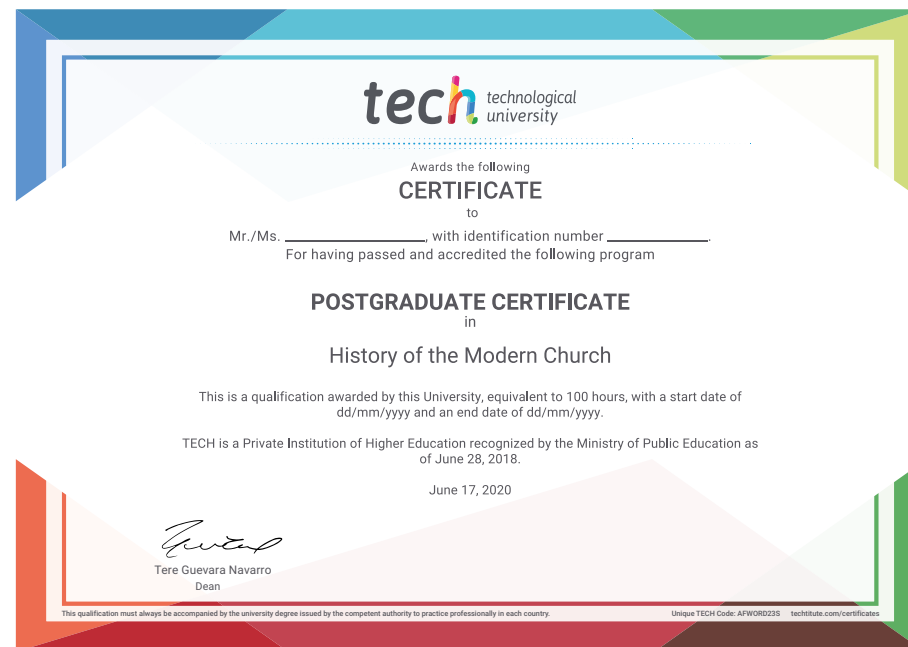 tech technological
university
Awards the following
CERTIFICATE
to
Mr./Ms. ____________________, with identification number ______________.
For having passed and accredited the following program
POSTGRADUATE CERTIFICATE
in
History of the Modern Church
This is a qualification awarded by this University, equivalent to 100 hours, with a start date of
dd/mm/yyyy and an end date of dd/mm/yyyy.
TECH is a Private Institution of Higher Education recognized by the Ministry of Public Education as
of June 28, 2018.
June 17, 2020
Tere Guevara Navarro
Dean
This qualification must always be accompanied by the university degree issued by the competent authority to practice professionally in each country. Unique TECH Code: AFWORD23S techtitute.com/certificates